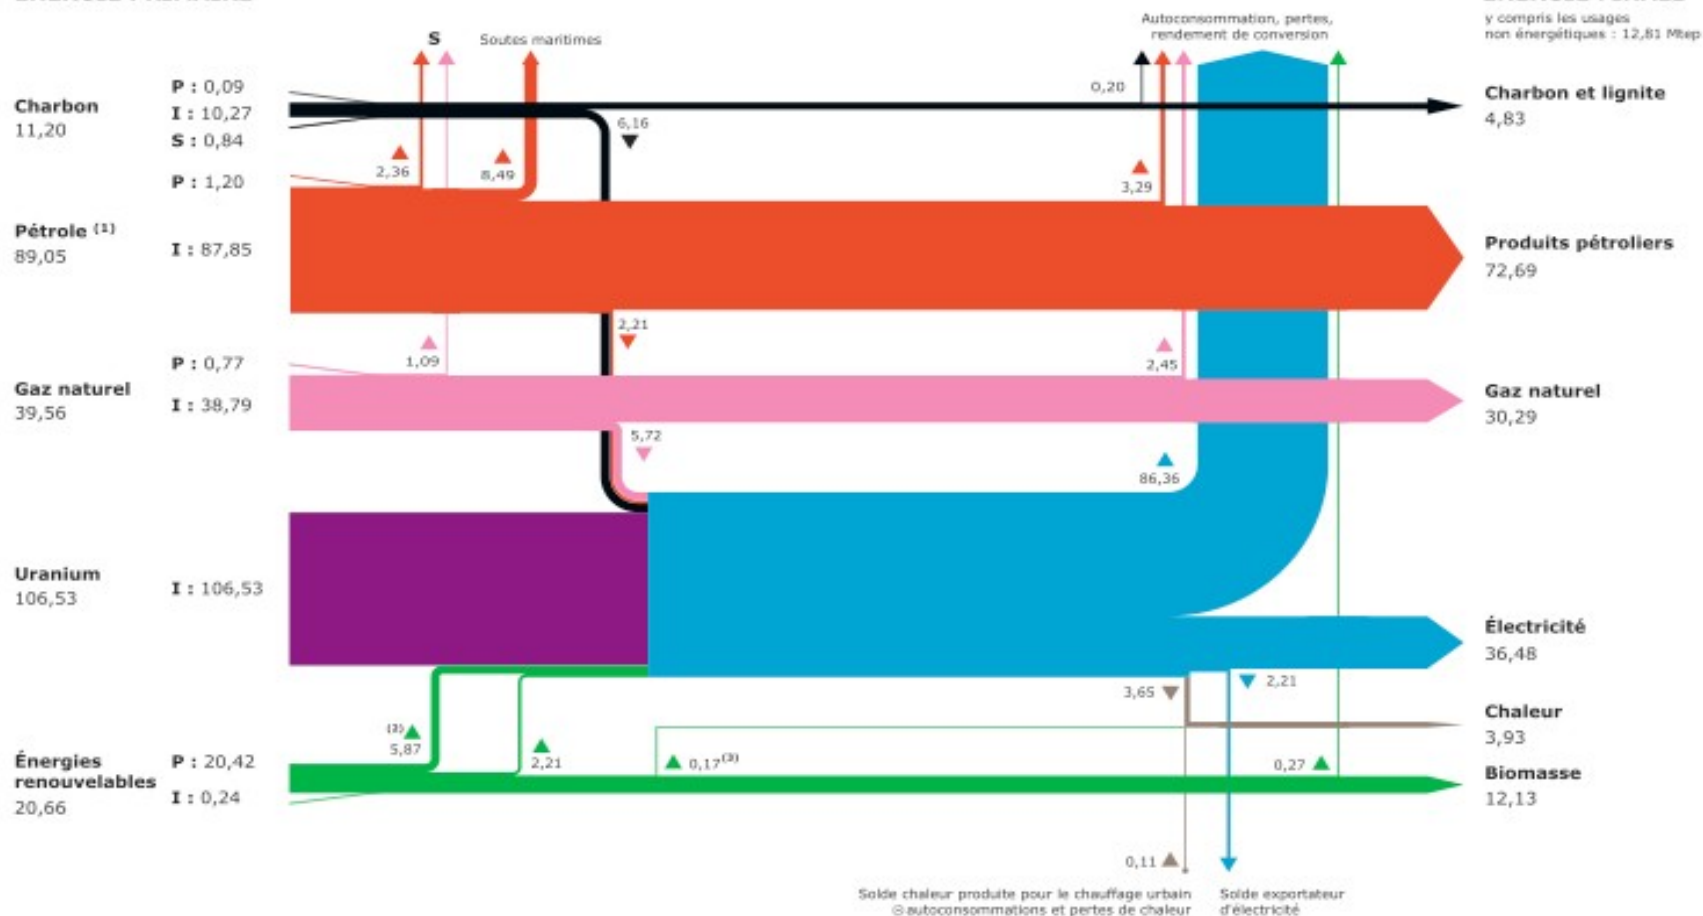 Autoconsommation, pertes,
rendement de conversion
y compris les usages
non énergétiques : 12,81 Mtep
S
Soutes maritimes
Charbon
11,20
P : 0,09
I : 10,27
S : 0,84
6,16
0,20
Charbon et lignite
4,83
2,36
8,49
3,29
Pétrole (1)
89,05
P : 1,20
I : 87,85
Produits pétroliers
72,69
2,21
1,09
2,45
Gaz naturel
39,56
P : 0,77
I : 38,79
Gaz naturel
30,29
5,72
86,36
Uranium
106,53
I : 106,53
Électricité
36,48
3,65
2,21
Chaleur
3,93
5,87
2,21
0,17(3)
0,27
Énergies
renouvelables
20,66
P : 20,42
I : 0,24
Biomasse
12,13
0,11
Solde chaleur produite pour le chauffage urbain
autoconsommations et pertes de chaleur
Solde exportateur
d'électricité